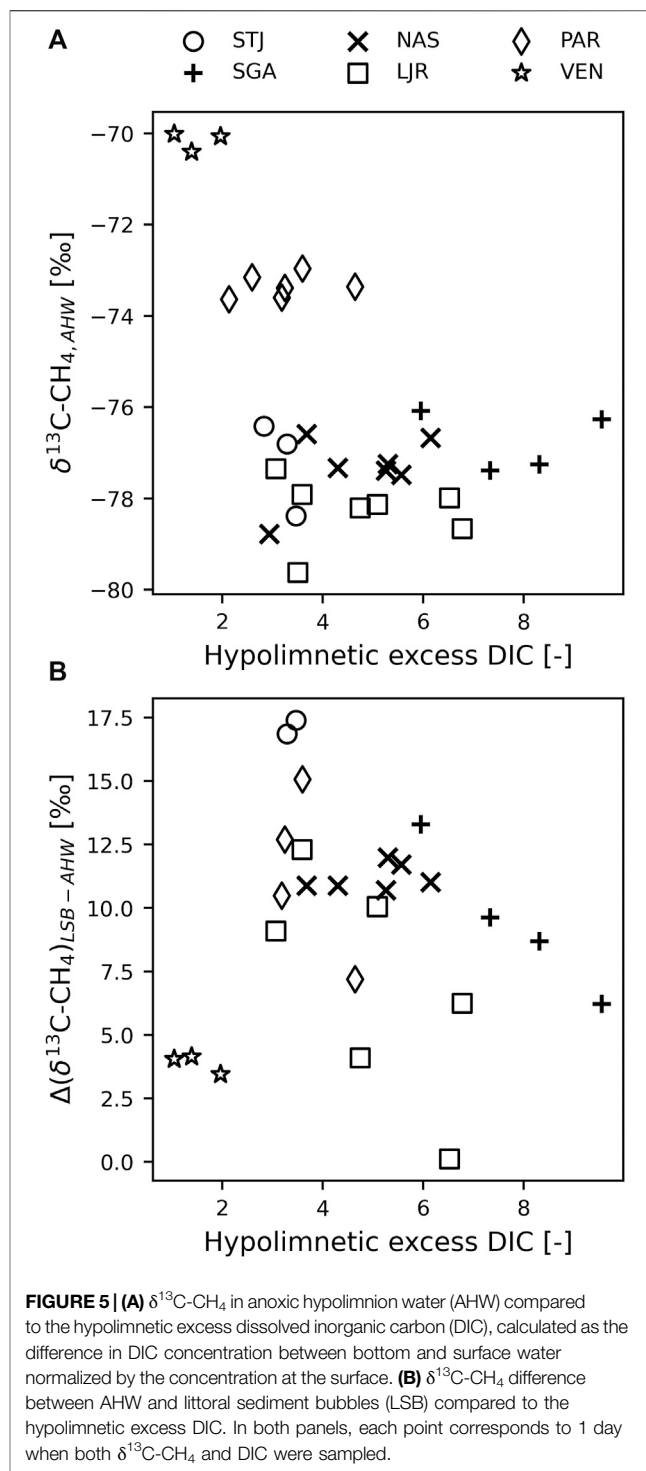 A
STJ NAS PAR
SGA LJR VEN
−70
−72
−74
−76
−78
−80
δ¹³C-CH₄,AHW [‰]
2 4 6 8
Hypolimnetic excess DIC [-]
B
17.5
15.0
12.5
10.0
7.5
5.0
2.5
0.0
Δ(δ¹³C-CH₄)LSB−AHW [‰]
2 4 6 8
Hypolimnetic excess DIC [-]
FIGURE 5 | (A) δ¹³C-CH₄ in anoxic hypolimnion water (AHW) compared
to the hypolimnetic excess dissolved inorganic carbon (DIC), calculated as the
difference in DIC concentration between bottom and surface water
normalized by the concentration at the surface. (B) δ¹³C-CH₄ difference
between AHW and littoral sediment bubbles (LSB) compared to the
hypolimnetic excess DIC. In both panels, each point corresponds to 1 day
when both δ¹³C-CH₄ and DIC were sampled.